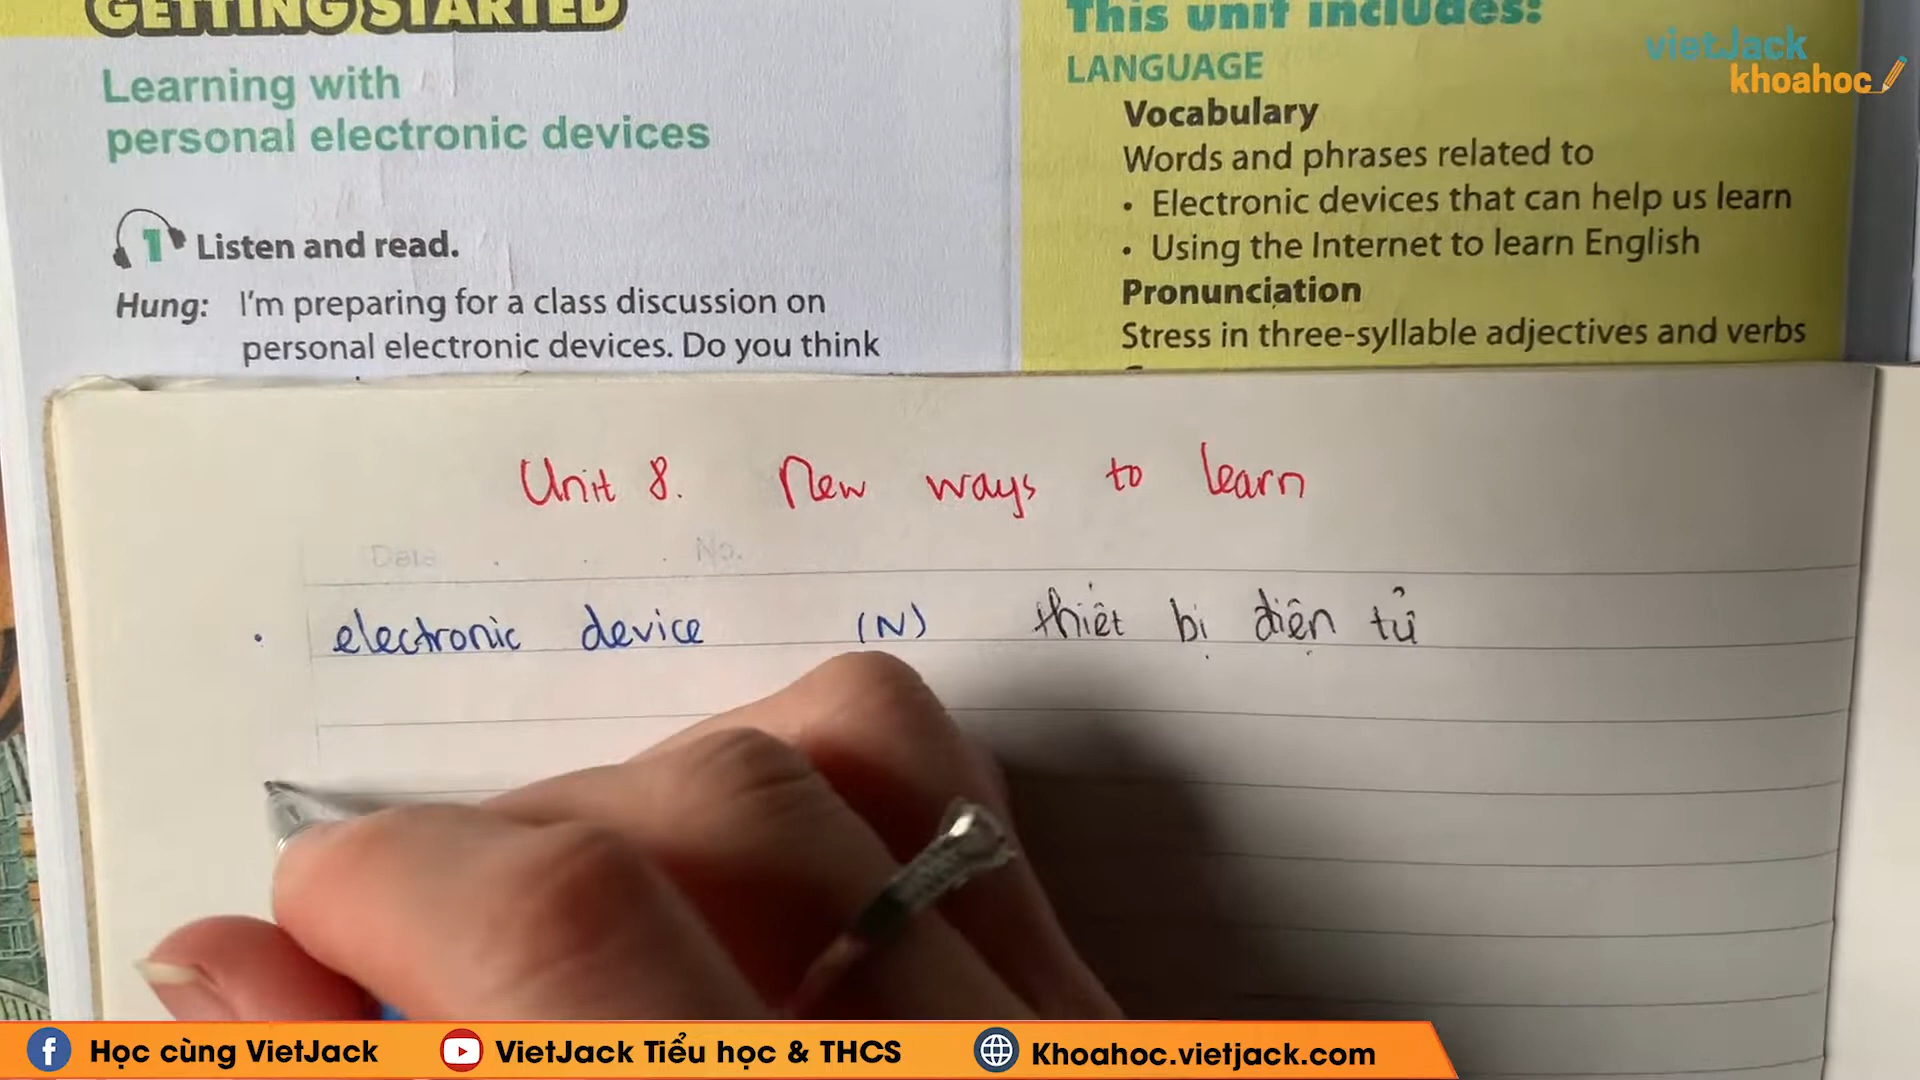 GETTING STARTED
Learning with
personal electronic devices
1 Listen and read.
Hung: I'm preparing for a class discussion on
personal electronic devices. Do you think
This unit includes:
LANGUAGE
Vocabulary
Words and phrases related to
• Electronic devices that can help us learn
• Using the Internet to learn English
Pronunciation
Stress in three-syllable adjectives and verbs
vietJack
khoahoc
Unit 8. New ways to learn
Date No.
• electronic device (N) thiết bị điện tử
Học cùng VietJack
VietJack Tiểu học & THCS
Khoahoc.vietjack.com